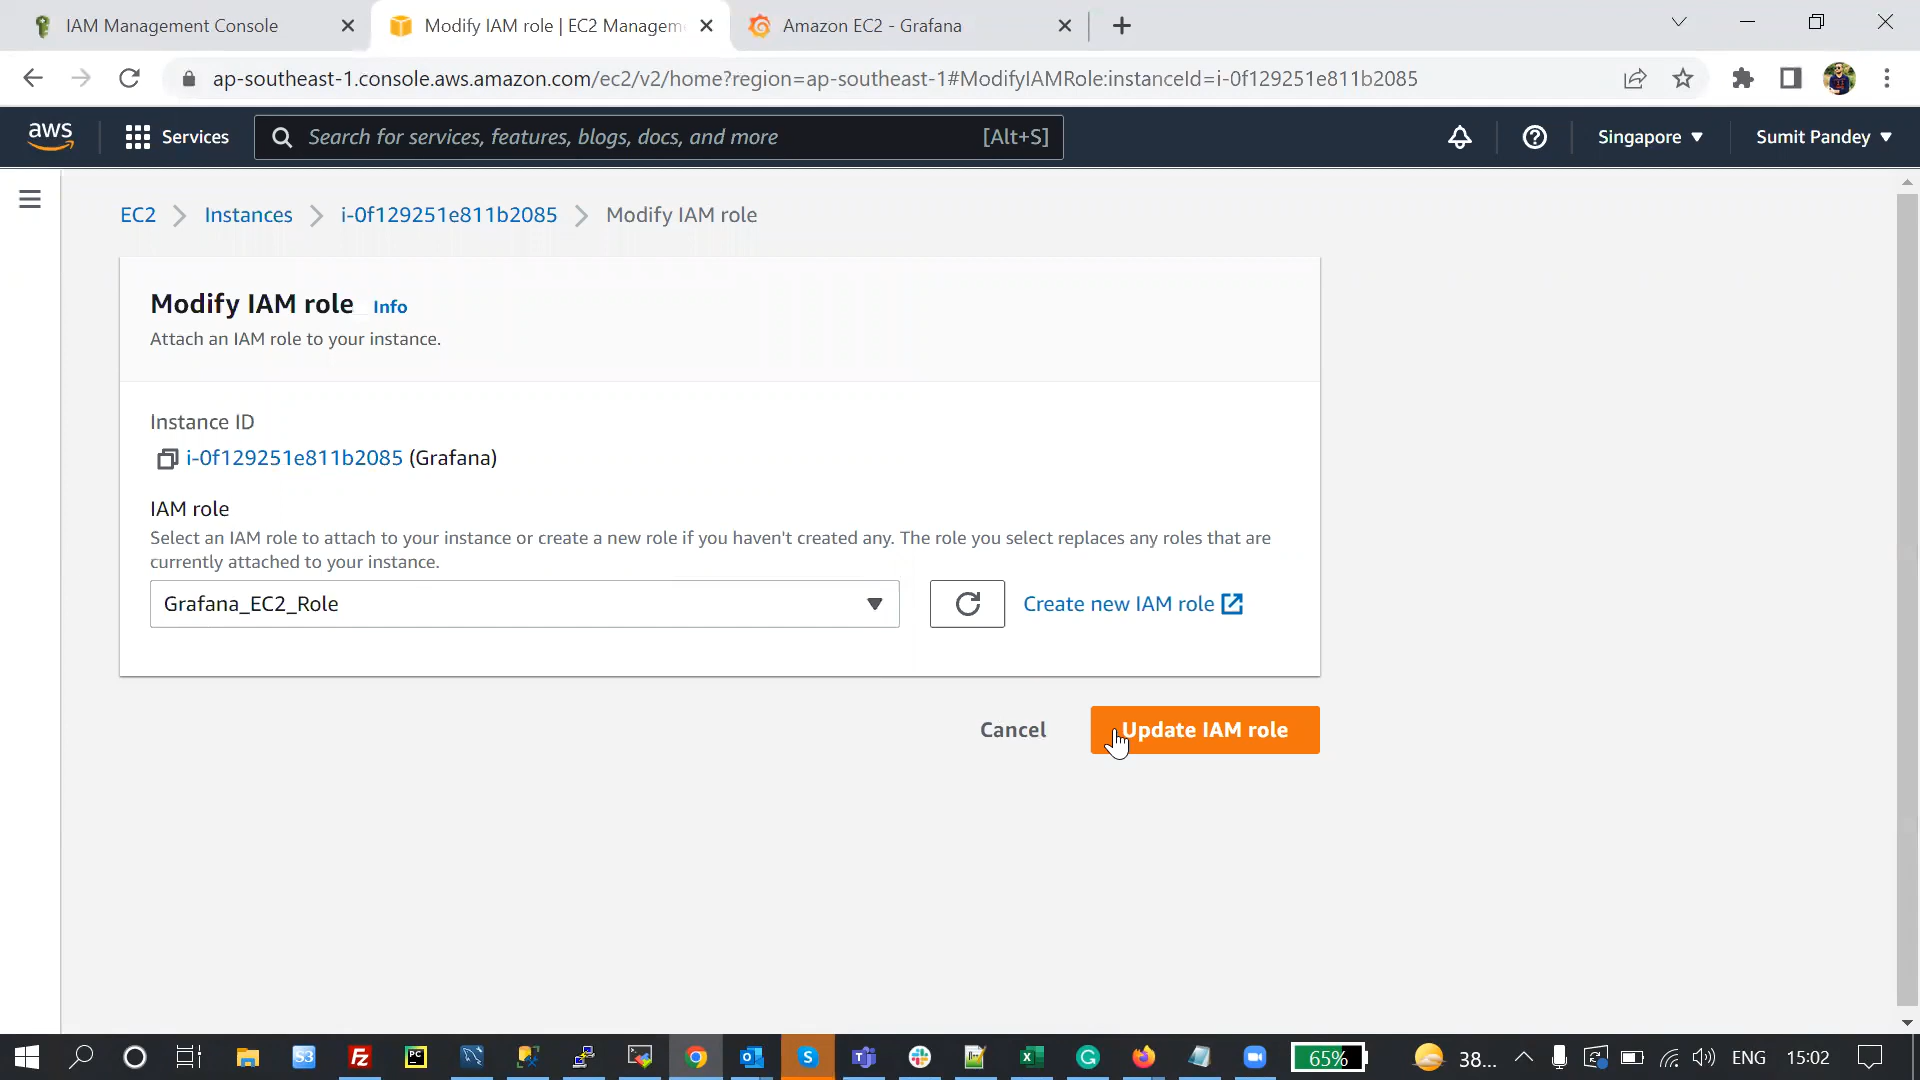 IAM Management Console
Modify IAM role | EC2 Managem
Amazon EC2 - Grafana
ap-southeast-1.console.aws.amazon.com/ec2/v2/home?region=ap-southeast-1#ModifyIAMRole:instanceId=i-0f129251e811b2085
aws
Services
Search for services, features, blogs, docs, and more
[Alt+S]
Singapore
Sumit Pandey
EC2
Instances
i-0f129251e811b2085
Modify IAM role
Modify IAM role
Info
Attach an IAM role to your instance.
Instance ID
i-0f129251e811b2085 (Grafana)
IAM role
Select an IAM role to attach to your instance or create a new role if you haven't created any. The role you select replaces any roles that are
currently attached to your instance.
Grafana_EC2_Role
Create new IAM role
Cancel
Update IAM role
S3
FZ
PC
S
65%
38...
ENG
15:02